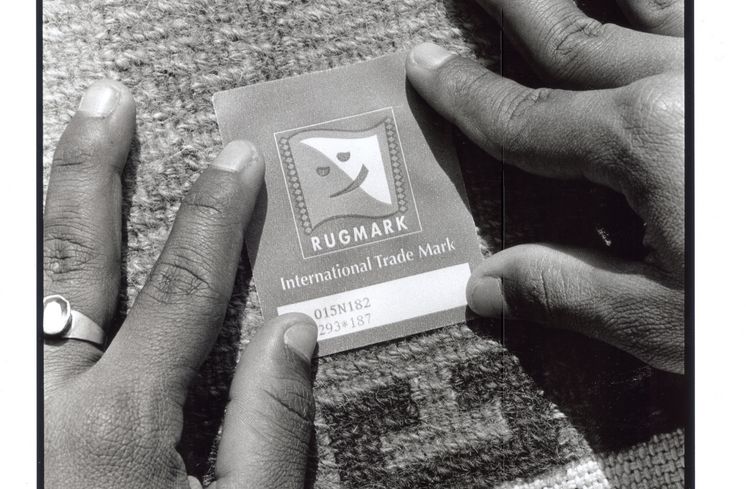 RUGMARK
International Trade Mark
015N182
293*187